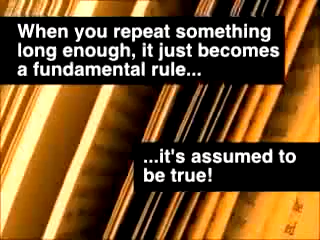 When you repeat something
long enough, it just becomes
a fundamental rule...
...it's assumed to
be true!